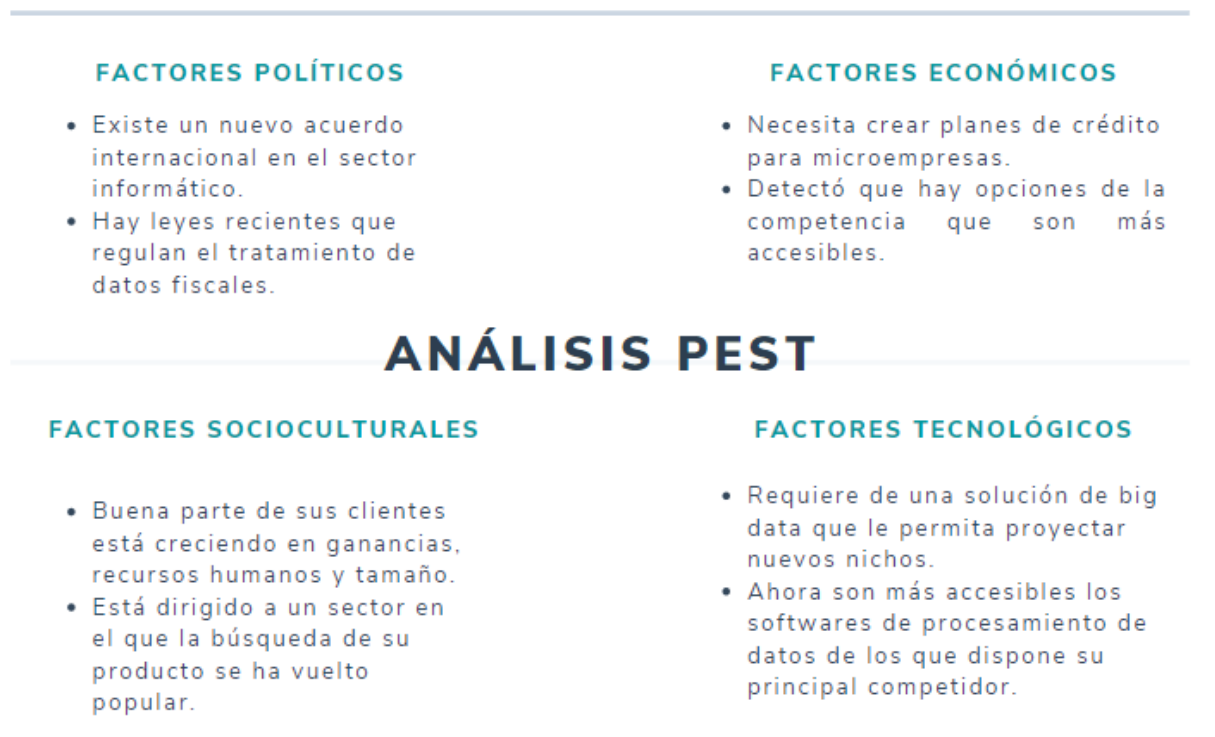 FACTORES POLÍTICOS
• Existe un nuevo acuerdo
internacional en el sector
informático.
• Hay leyes recientes que
regulan el tratamiento de
datos fiscales.
FACTORES ECONÓMICOS
• Necesita crear planes de crédito
para microempresas.
• Detectó que hay opciones de la
competencia que son más
accesibles.
ANÁLISIS PEST
FACTORES SOCIOCULTURALES
• Buena parte de sus clientes
está creciendo en ganancias,
recursos humanos y tamaño.
• Está dirigido a un sector en
el que la búsqueda de su
producto se ha vuelto
popular.
FACTORES TECNOLÓGICOS
• Requiere de una solución de big
data que le permita proyectar
nuevos nichos.
• Ahora son más accesibles los
softwares de procesamiento de
datos de los que dispone su
principal competidor.